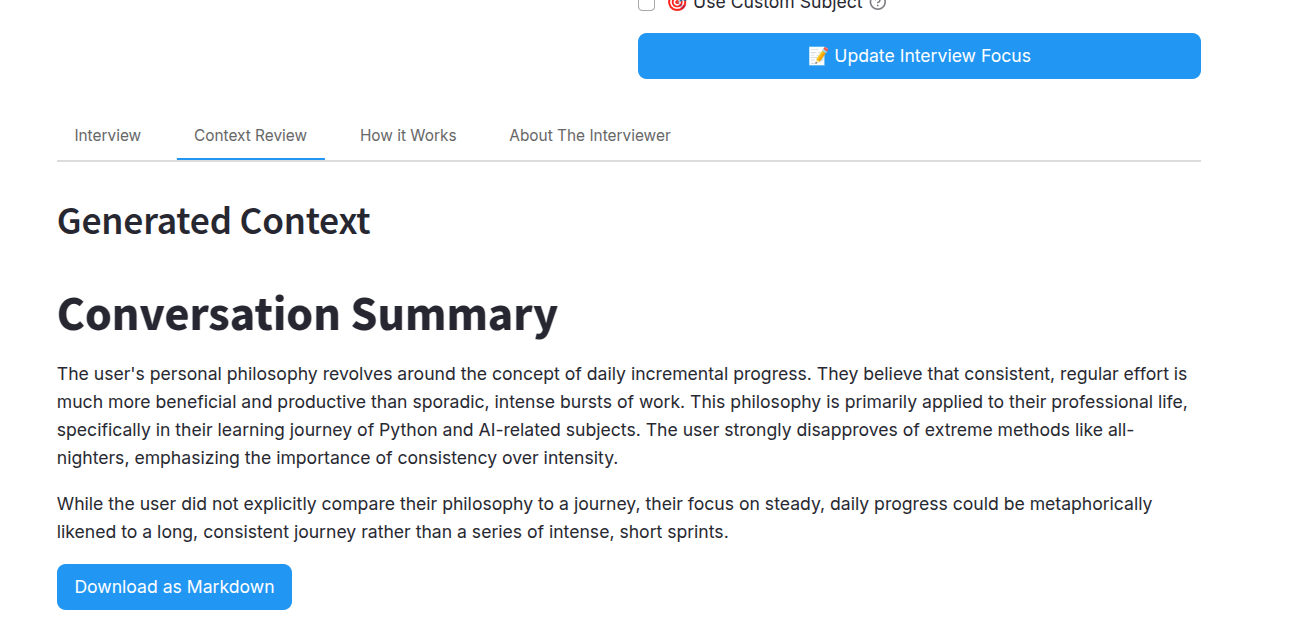 Use Custom Subject
📝 Update Interview Focus
Interview
Context Review
How it Works
About The Interviewer
Generated Context
Conversation Summary
The user's personal philosophy revolves around the concept of daily incremental progress. They believe that consistent, regular effort is
much more beneficial and productive than sporadic, intense bursts of work. This philosophy is primarily applied to their professional life,
specifically in their learning journey of Python and AI-related subjects. The user strongly disapproves of extreme methods like all-
nighters, emphasizing the importance of consistency over intensity.
While the user did not explicitly compare their philosophy to a journey, their focus on steady, daily progress could be metaphorically
likened to a long, consistent journey rather than a series of intense, short sprints.
Download as Markdown